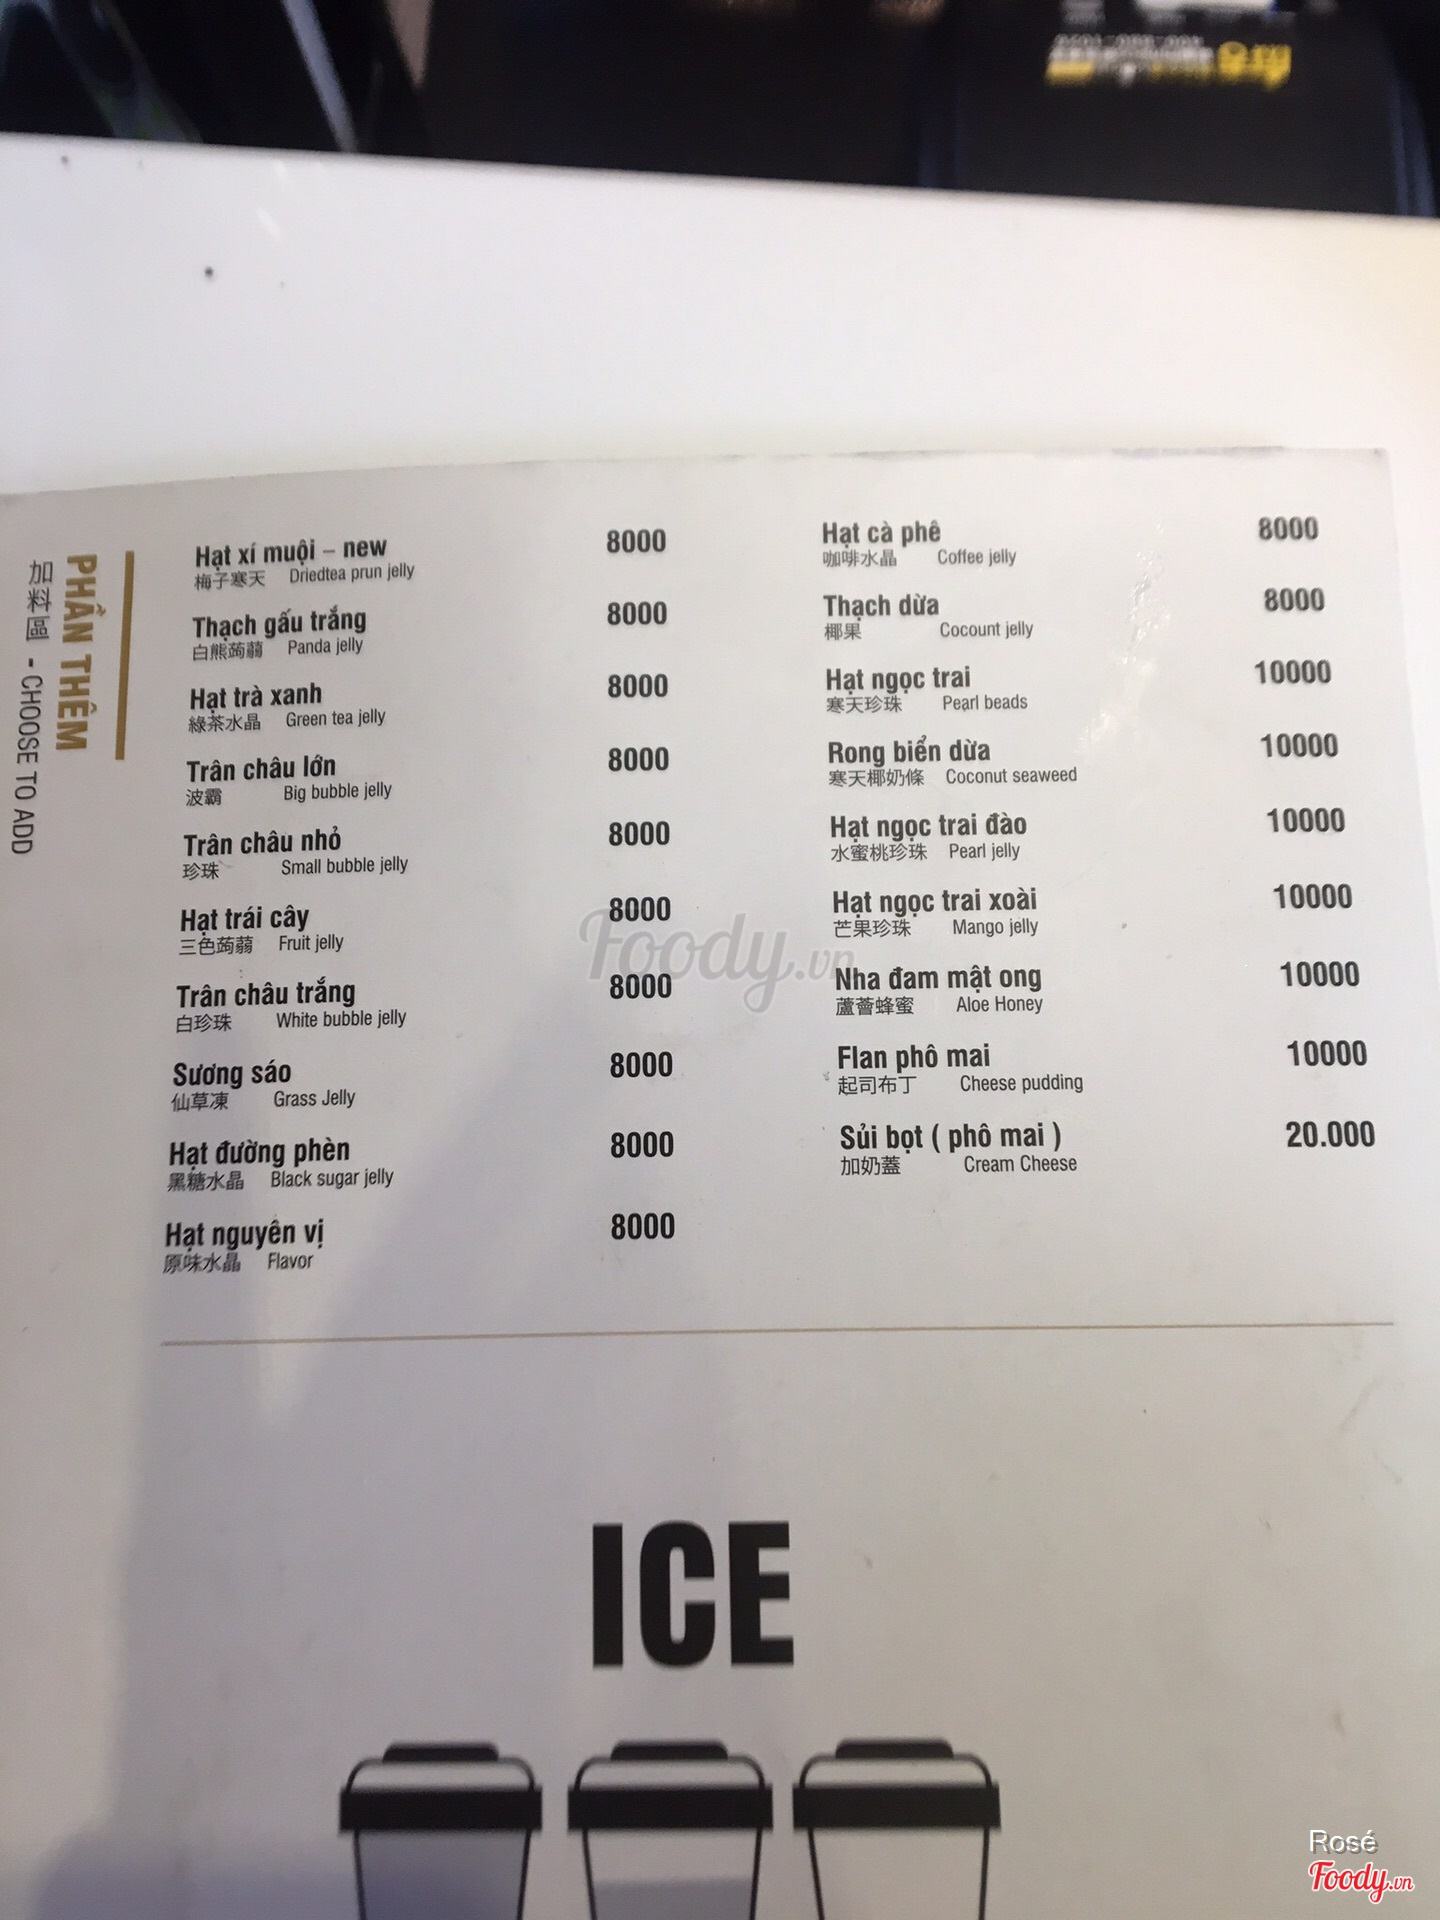 PHẦN THÊM
加料區 - CHOOSE TO ADD
Hạt xí muội – new 8000
梅子寒天 Driedtea prun jelly
Thạch gấu trắng 8000
白熊蒟蒻 Panda jelly
Hạt trà xanh 8000
綠茶水晶 Green tea jelly
Trân châu lớn 8000
波霸 Big bubble jelly
Trân châu nhỏ 8000
珍珠 Small bubble jelly
Hạt trái cây 8000
三色蒟蒻 Fruit jelly
Trân châu trắng 8000
白珍珠 White bubble jelly
Sương sáo 8000
仙草凍 Grass Jelly
Hạt đường phèn 8000
黑糖水晶 Black sugar jelly
Hạt nguyên vị 8000
原味水晶 Flavor
Hạt cà phê 8000
咖啡水晶 Coffee jelly
Thạch dừa 8000
椰果 Cocount jelly
Hạt ngọc trai 10000
寒天珍珠 Pearl beads
Rong biển dừa 10000
寒天椰奶條 Coconut seaweed
Hạt ngọc trai đào 10000
水蜜桃珍珠 Pearl jelly
Hạt ngọc trai xoài 10000
芒果珍珠 Mango jelly
Nha đam mật ong 10000
蘆薈蜂蜜 Aloe Honey
Flan phô mai 10000
起司布丁 Cheese pudding
Sủi bọt ( phô mai ) 20.000
加奶蓋 Cream Cheese
Foody.vn
ICE
Rosé
Foody.vn